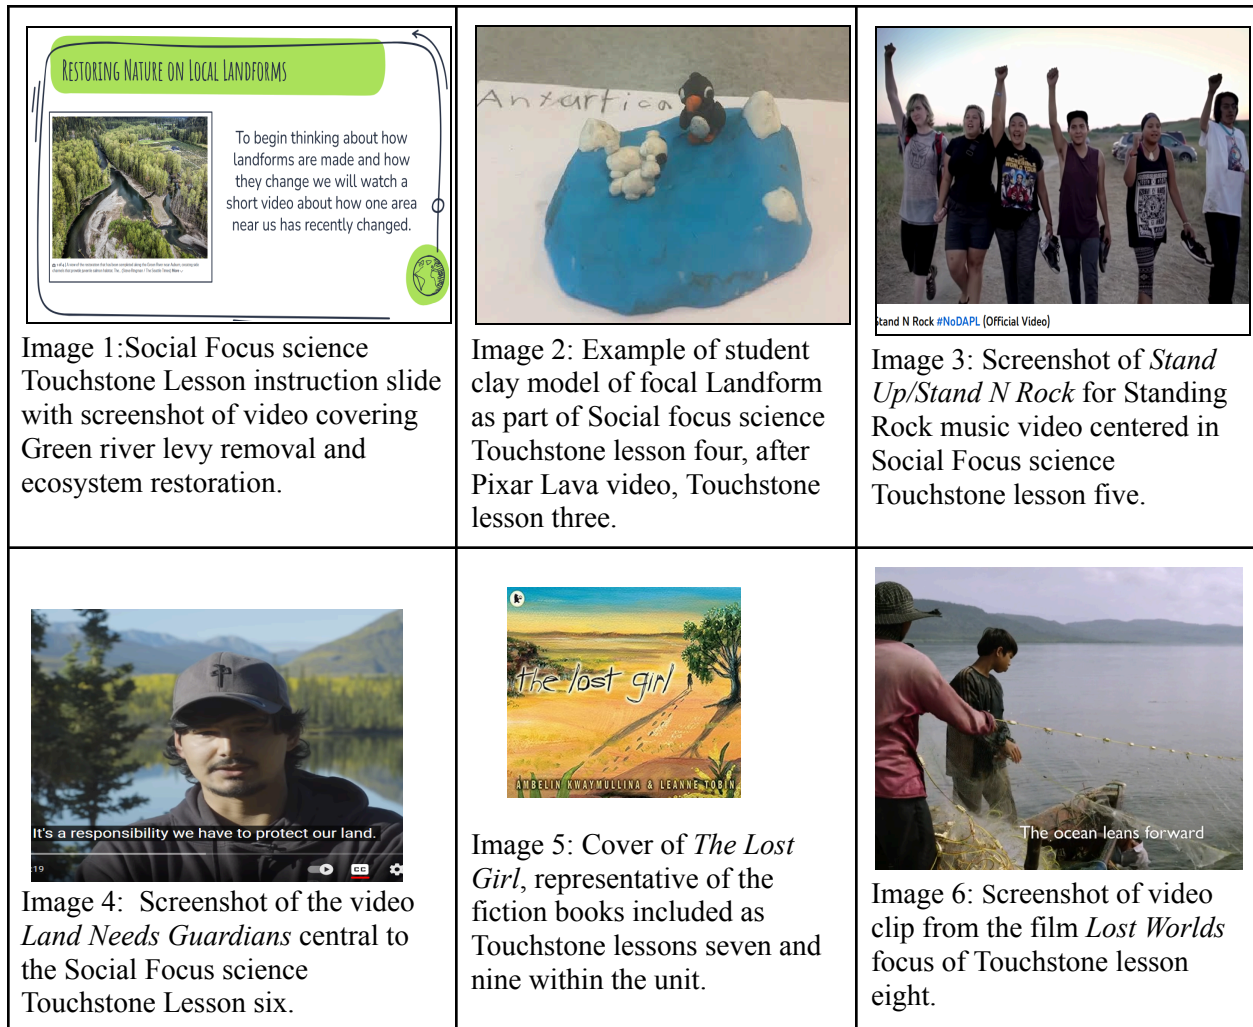 RESTORING NATURE ON LOCAL LANDFORMS
To begin thinking about how
landforms are made and how
they change we will watch a
short video about how one area
near us has recently changed.
Image 1:Social Focus science
Touchstone Lesson instruction slide
with screenshot of video covering
Green river levy removal and
ecosystem restoration.
Antartica
Image 2: Example of student
clay model of focal Landform
as part of Social focus science
Touchstone lesson four, after
Pixar Lava video, Touchstone
lesson three.
Stand N Rock #NoDAPL (Official Video)
Image 3: Screenshot of Stand
Up/Stand N Rock for Standing
Rock music video centered in
Social Focus science
Touchstone lesson five.
It's a responsibility we have to protect our land.
:19
CC
Image 4: Screenshot of the video
Land Needs Guardians central to
the Social Focus science
Touchstone Lesson six.
the lost girl
AMBELIN KWAYMULLINA & LEANNE TOBIN
Image 5: Cover of The Lost
Girl, representative of the
fiction books included as
Touchstone lessons seven and
nine within the unit.
The ocean leans forward
Image 6: Screenshot of video
clip from the film Lost Worlds
focus of Touchstone lesson
eight.